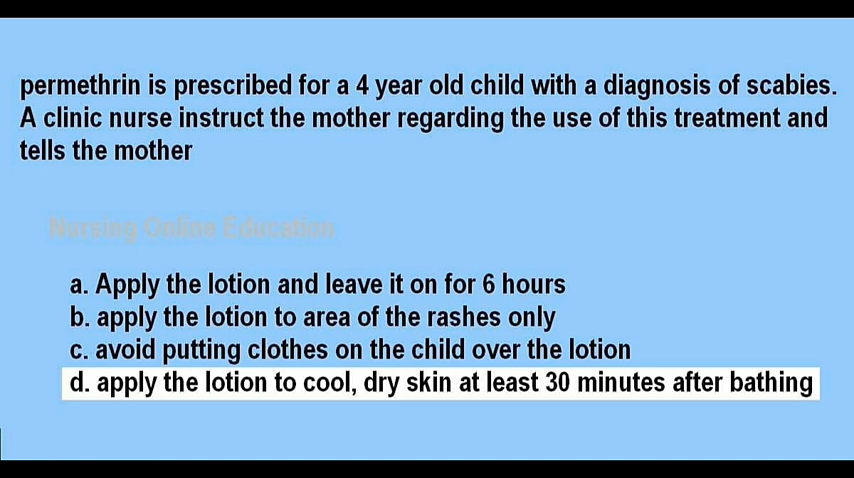 permethrin is prescribed for a 4 year old child with a diagnosis of scabies.
A clinic nurse instruct the mother regarding the use of this treatment and
tells the mother
Nursing Online Education
a. Apply the lotion and leave it on for 6 hours
b. apply the lotion to area of the rashes only
c. avoid putting clothes on the child over the lotion
d. apply the lotion to cool, dry skin at least 30 minutes after bathing